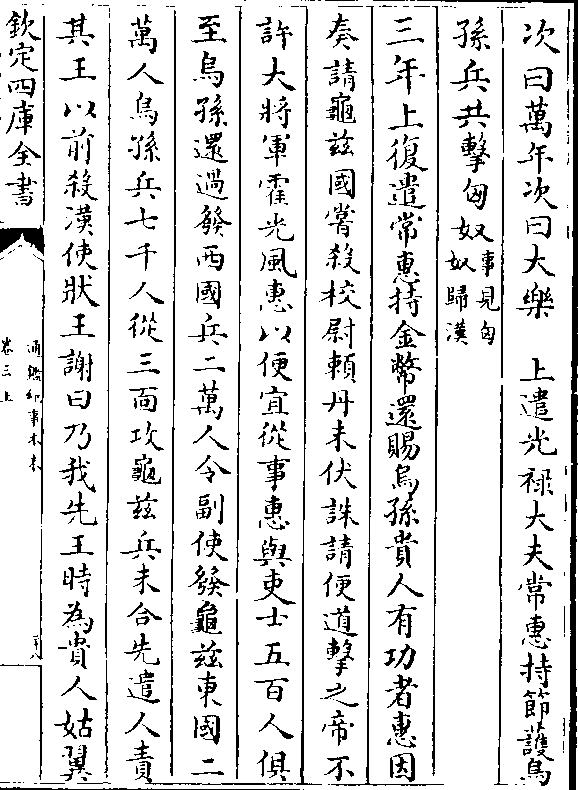 次曰萬年次曰大樂　上遣光祿大夫常惠持節護烏
孫兵共擊匈奴事見匈奴歸漢
三年上復遣常惠持金幣還賜烏孫貴人有功者惠因
奏請龜兹國嘗殺校尉賴丹未伏誅請便道擊之帝不
許大將軍霍光風惠以便宜從事惠與吏士五百人俱
至烏孫還過發西國兵二萬人令副使發龜兹東國二
萬人烏孫兵七千人從三面攻龜兹兵未合先遣人責
其王以前殺漢使狀王謝曰乃我先王時為貴人姑翼
欽定四庫全書
通鑑紀事本末
卷三上